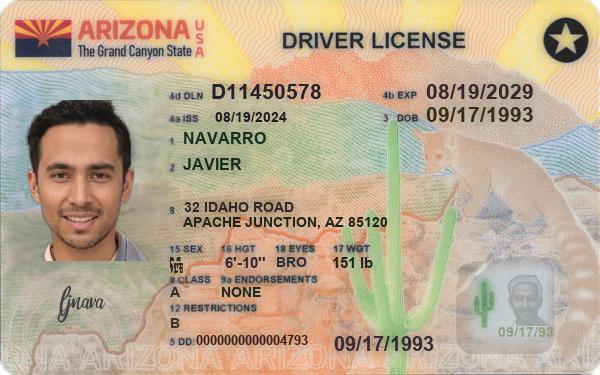 ARIZONA USA
The Grand Canyon State
DRIVER LICENSE
4d DLN D11450578
4b EXP 08/19/2029
4a ISS 08/19/2024
3 DOB 09/17/1993
1 NAVARRO
2 JAVIER
8 32 IDAHO ROAD
APACHE JUNCTION, AZ 85120
15 SEX 16 HGT 18 EYES 17 WGT
M 6'-10" BRO 151 lb
9 CLASS 9a ENDORSEMENTS
A NONE
12 RESTRICTIONS
B
5 DD: 0000000000004793
09/17/1993
Gnava
09/17/93
ARIZONA ARIZONA ARIZONA ARIZONA